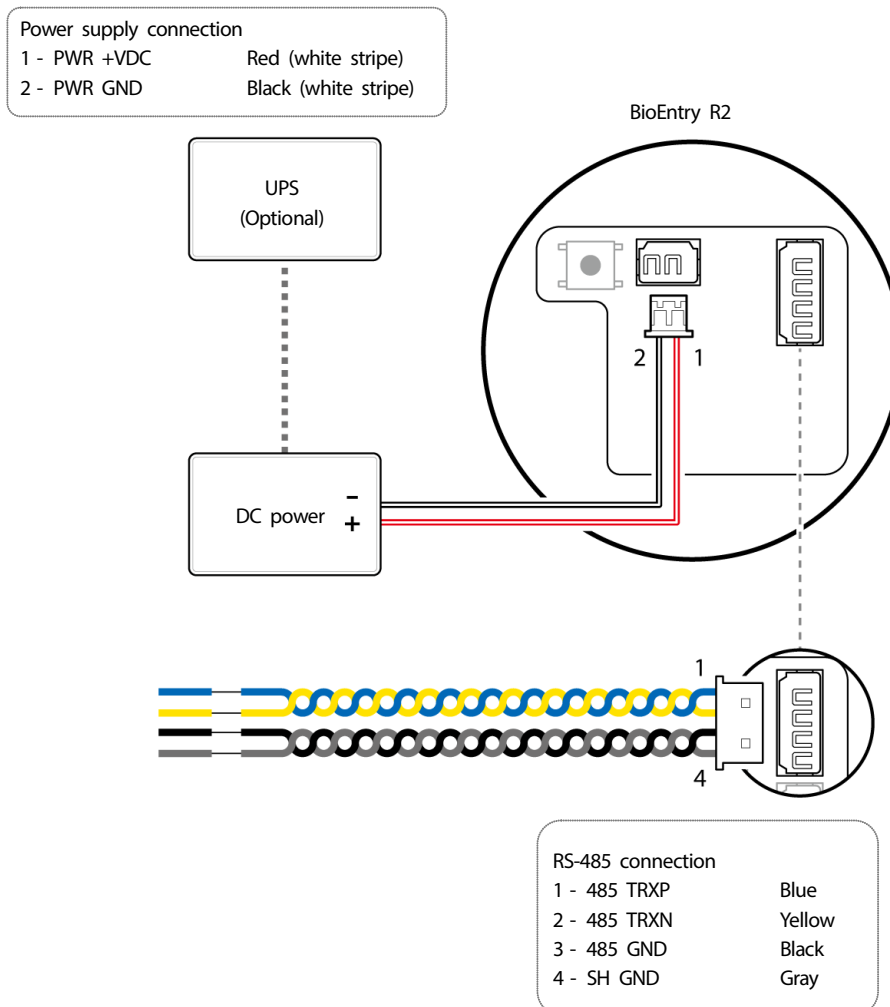 Power supply connection
1 - PWR +VDC Red (white stripe)
2 - PWR GND Black (white stripe)
BioEntry R2
UPS
(Optional)
2 1
DC power - +
1
4
RS-485 connection
1 - 485 TRXP Blue
2 - 485 TRXN Yellow
3 - 485 GND Black
4 - SH GND Gray